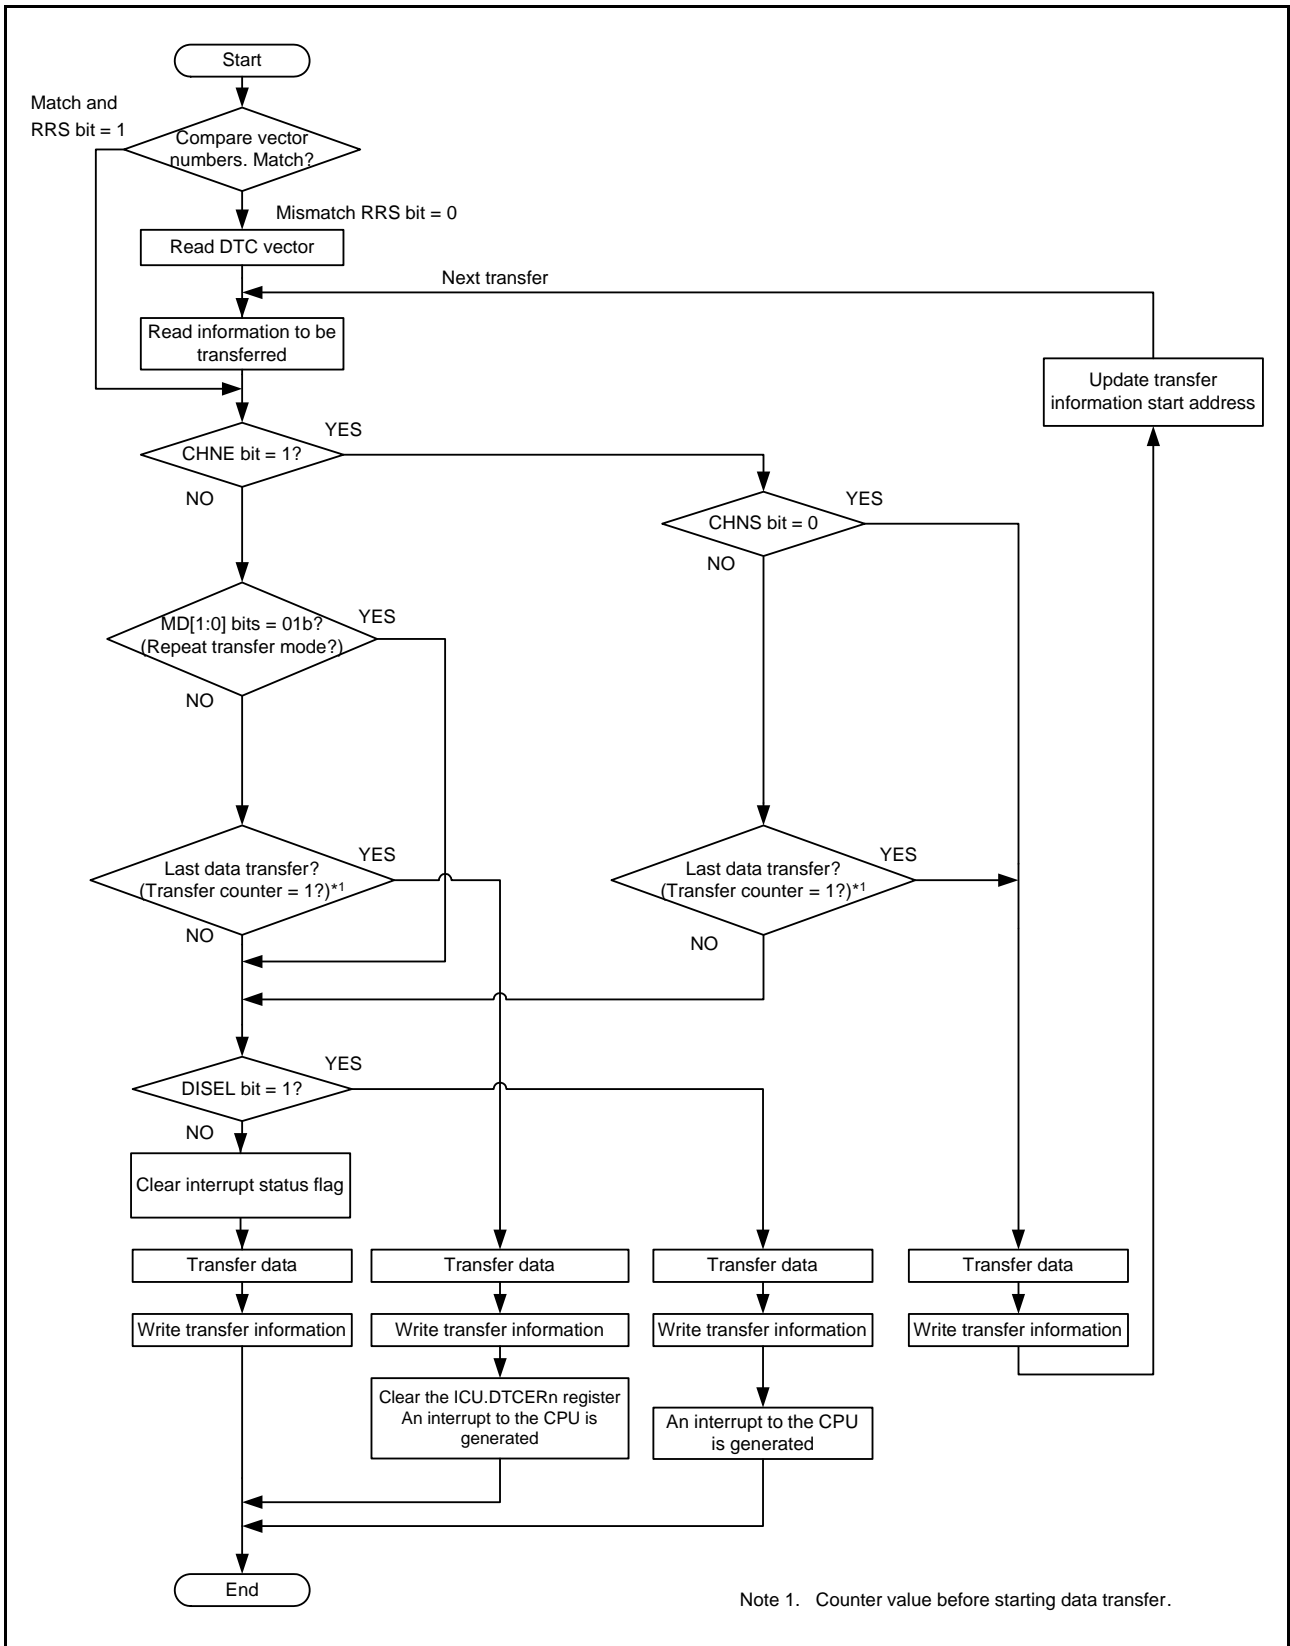 Start
Match and
RRS bit = 1
Compare vector
numbers. Match?
Mismatch RRS bit = 0
Read DTC vector
Next transfer
Read information to be
transferred
Update transfer
information start address
YES
CHNE bit = 1?
NO
YES
CHNS bit = 0
NO
YES
MD[1:0] bits = 01b?
(Repeat transfer mode?)
NO
YES
Last data transfer?
(Transfer counter = 1?)*1
NO
YES
Last data transfer?
(Transfer counter = 1?)*1
NO
YES
DISEL bit = 1?
NO
Clear interrupt status flag
Transfer data
Transfer data
Transfer data
Transfer data
Write transfer information
Write transfer information
Write transfer information
Write transfer information
Clear the ICU.DTCERn register
An interrupt to the CPU is
generated
An interrupt to the CPU
is generated
End
Note 1. Counter value before starting data transfer.